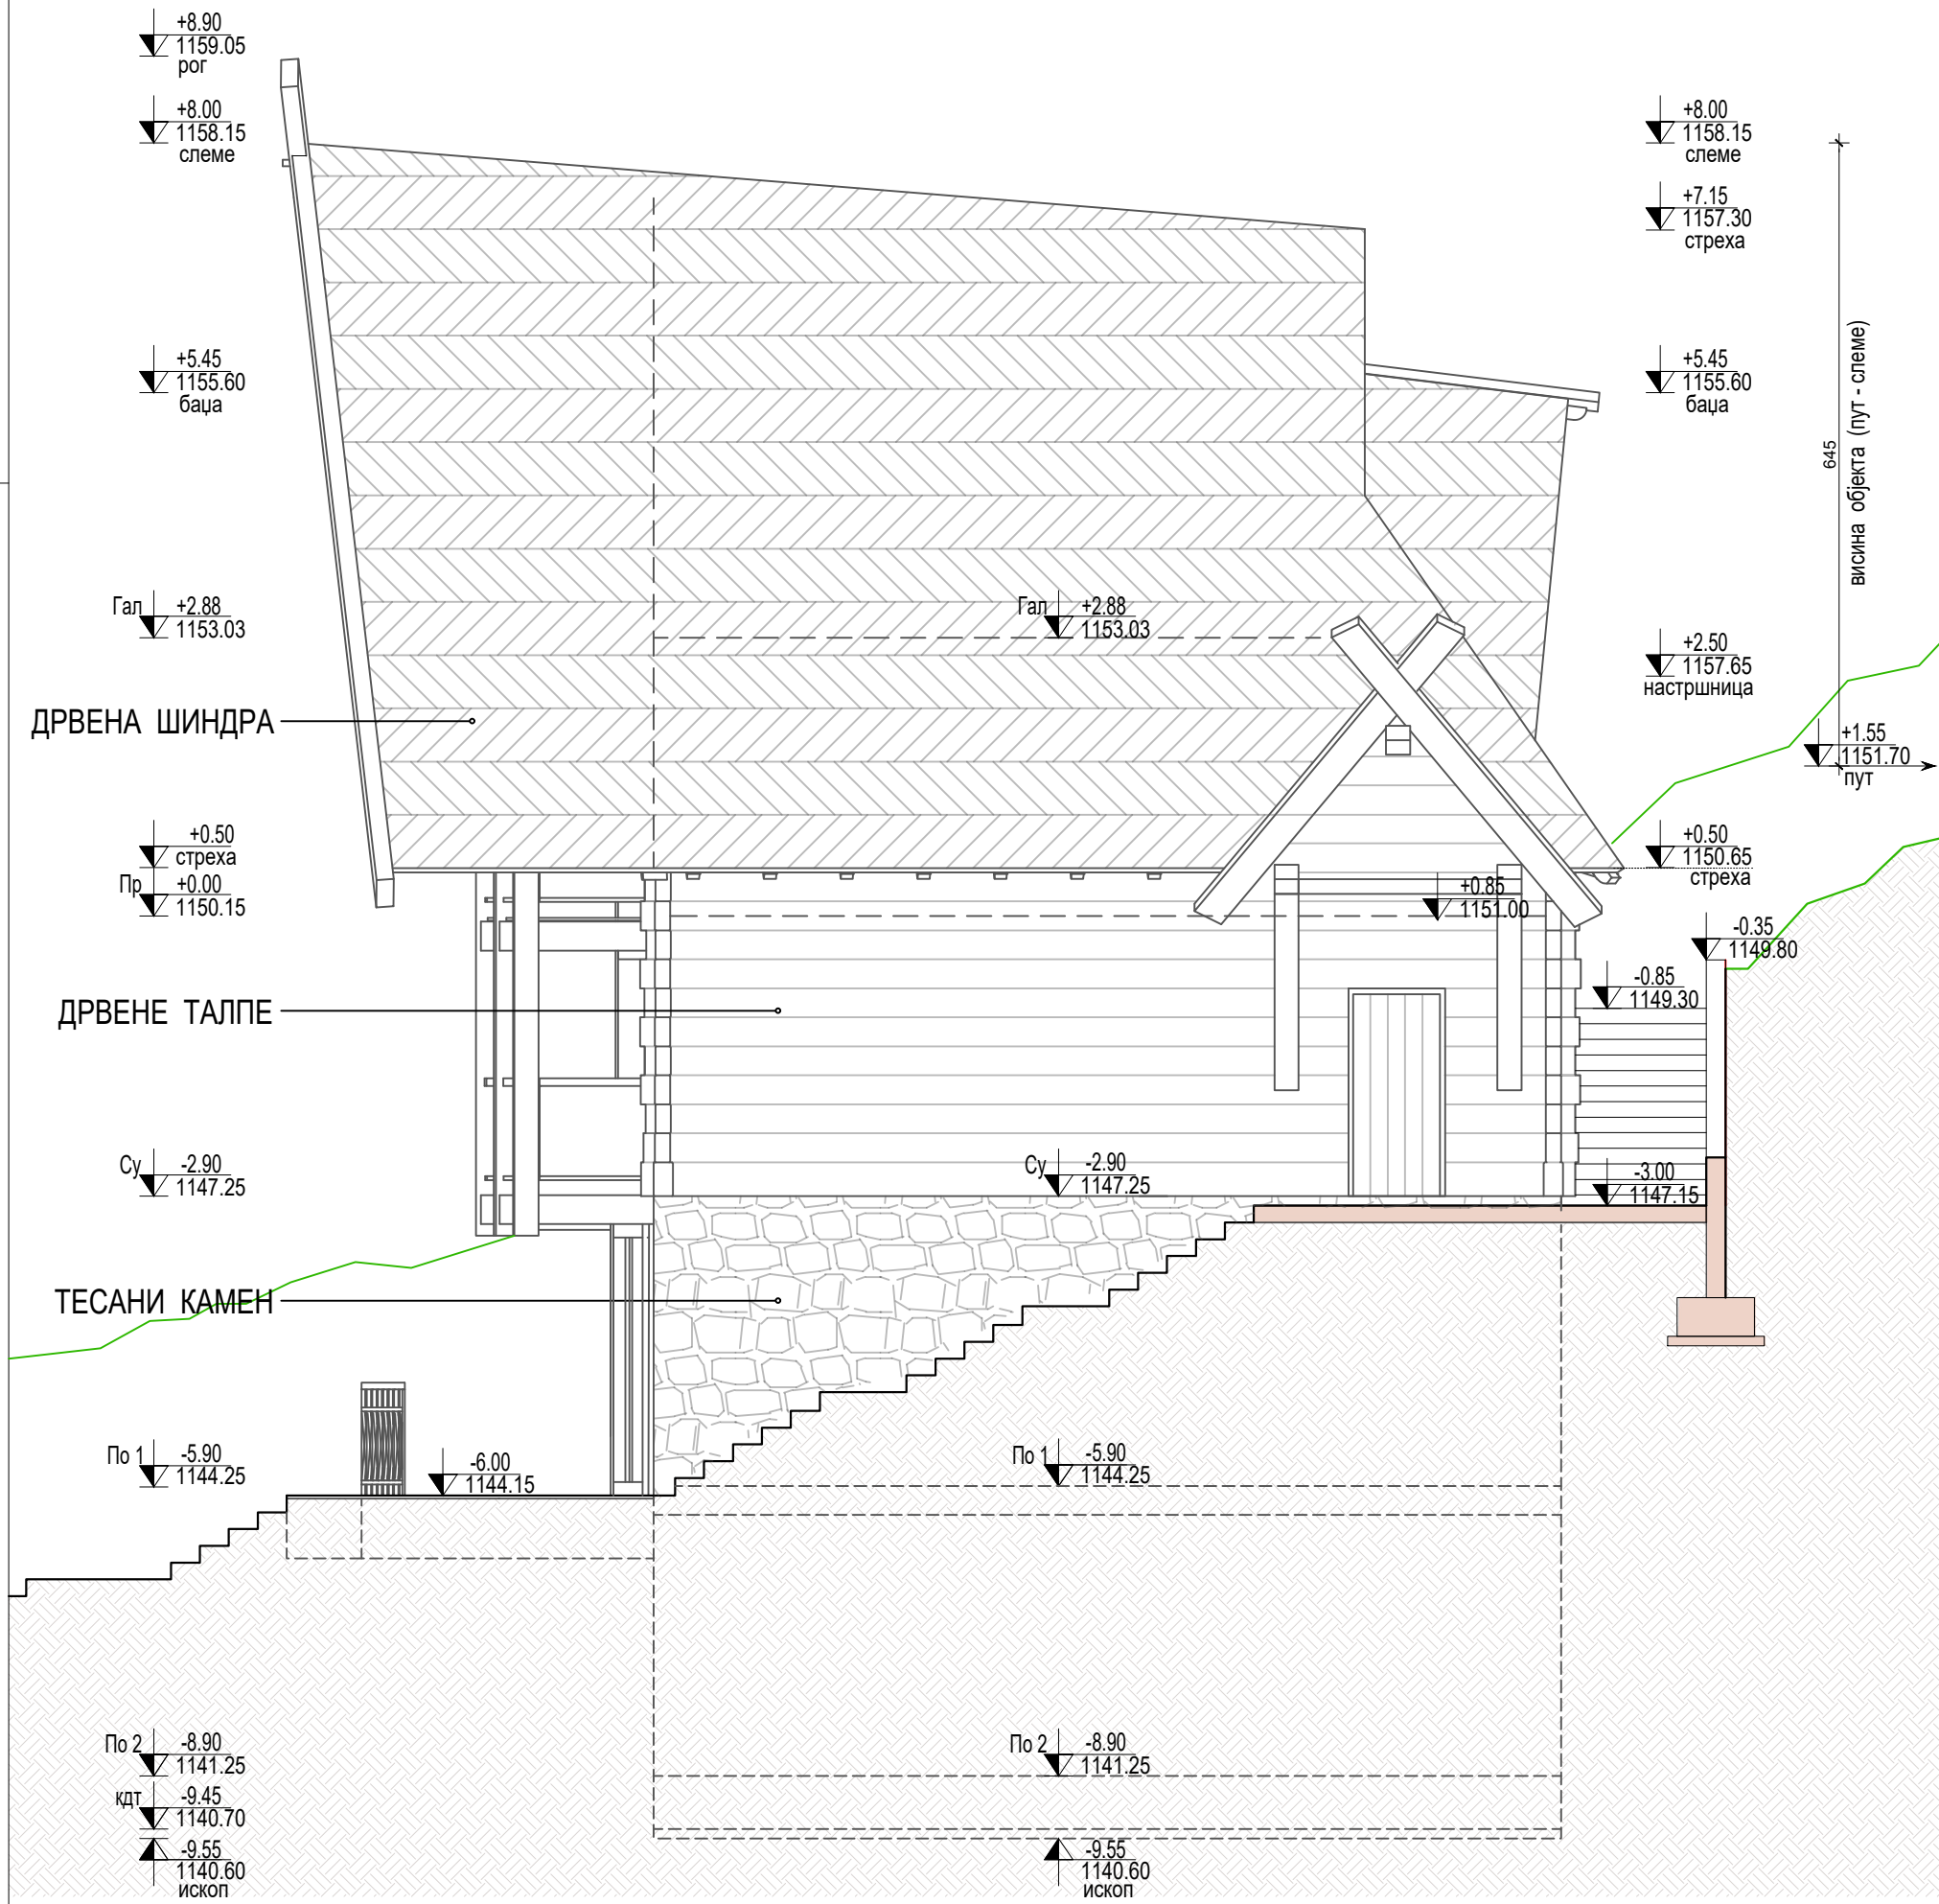 +8.90
1159.05
рог
+8.00
1158.15
слеме
+8.00
1158.15
слеме
+7.15
1157.30
стреха
+5.45
1155.60
баџа
+5.45
1155.60
баџа
645
висина објекта (пут - слеме)
Гал +2.88
1153.03
Гал +2.88
1153.03
+2.50
1157.65
настршница
ДРВЕНА ШИНДРА
+1.55
1151.70
пут
+0.50
стреха
+0.50
1150.65
стреха
Пр +0.00
1150.15
+0.85
1151.00
-0.35
1149.80
-0.85
1149.30
ДРВЕНЕ ТАЛПЕ
Су -2.90
1147.25
Су -2.90
1147.25
-3.00
1147.15
ТЕСАНИ КАМЕН
По 1 -5.90
1144.25
-6.00
1144.15
По 1 -5.90
1144.25
По 2 -8.90
1141.25
По 2 -8.90
1141.25
кдт -9.45
1140.70
-9.55
1140.60
ископ
-9.55
1140.60
ископ